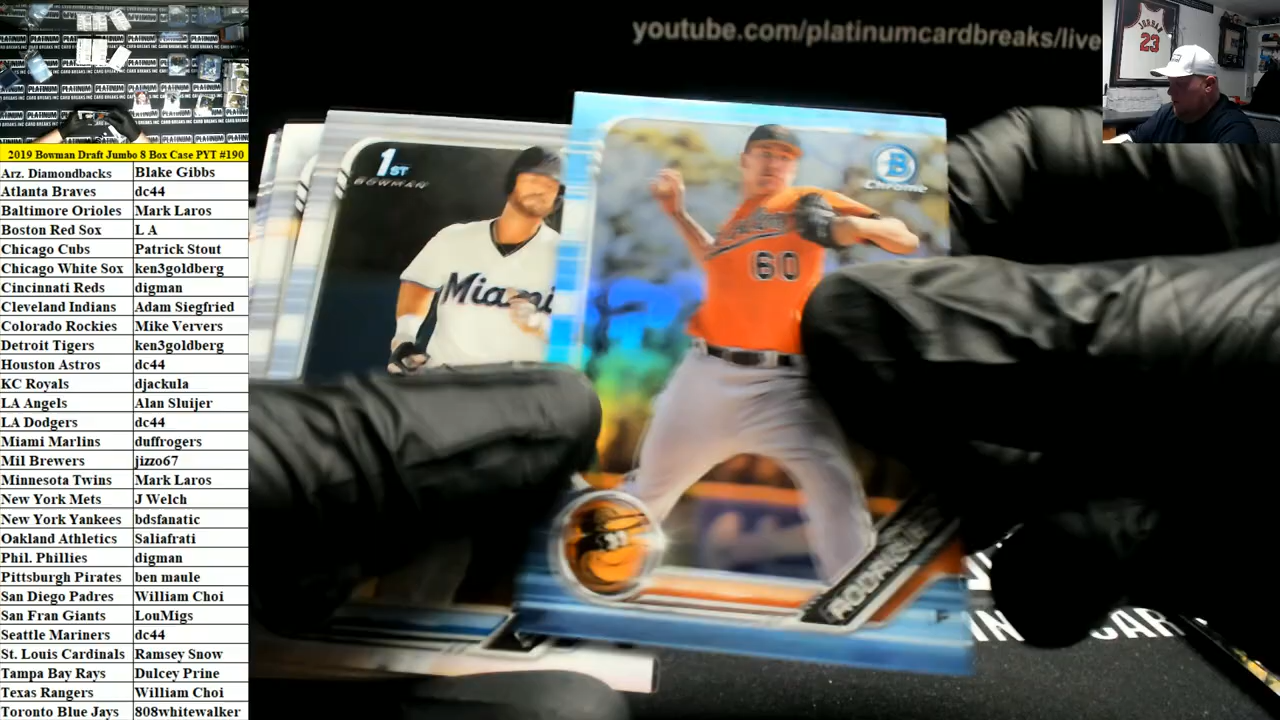 youtube.com/platinumcardbreaks/live
2019 Bowman Draft Jumbo 8 Box Case PYT #190
Arz. Diamondbacks Blake Gibbs
Atlanta Braves dc44
Baltimore Orioles Mark Laros
Boston Red Sox L A
Chicago Cubs Patrick Stout
Chicago White Sox ken3goldberg
Cincinnati Reds digman
Cleveland Indians Adam Siegfried
Colorado Rockies Mike Ververs
Detroit Tigers ken3goldberg
Houston Astros dc44
KC Royals djackula
LA Angels Alan Sluijer
LA Dodgers dc44
Miami Marlins duffrogers
Mil Brewers jizzo67
Minnesota Twins Mark Laros
New York Mets J Welch
New York Yankees bdsfanatic
Oakland Athletics Saliafrati
Phil. Phillies digman
Pittsburgh Pirates ben maule
San Diego Padres William Choi
San Fran Giants LouMigs
Seattle Mariners dc44
St. Louis Cardinals Ramsey Snow
Tampa Bay Rays Dulcey Prine
Texas Rangers William Choi
Toronto Blue Jays 808whitewalker
1ST
BOWMAN
Miami
B
Chrome
Orioles
60
RODRIGUE
P
CAR
JORDAN
23